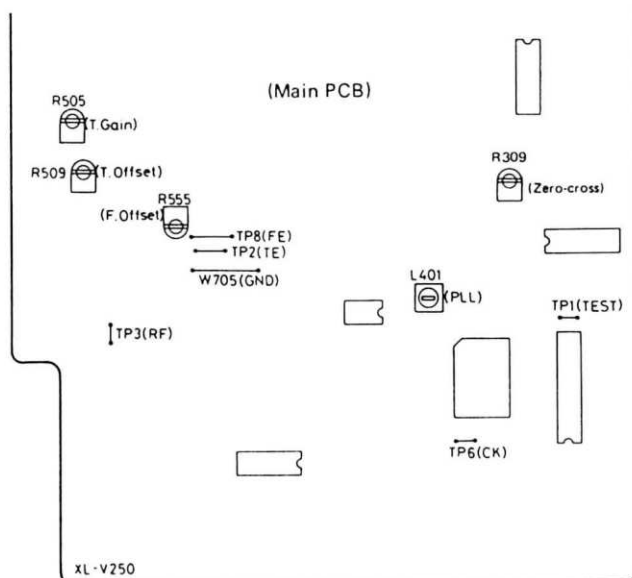 (Main PCB)
R505
(T.Gain)
R509
(T.Offset)
R555
(F.Offset)
R309
(Zero-cross)
TP8(FE)
TP2(TE)
W705(GND)
L401
(PLL)
TP1(TEST)
TP3(RF)
TP6(CK)
XL-V250